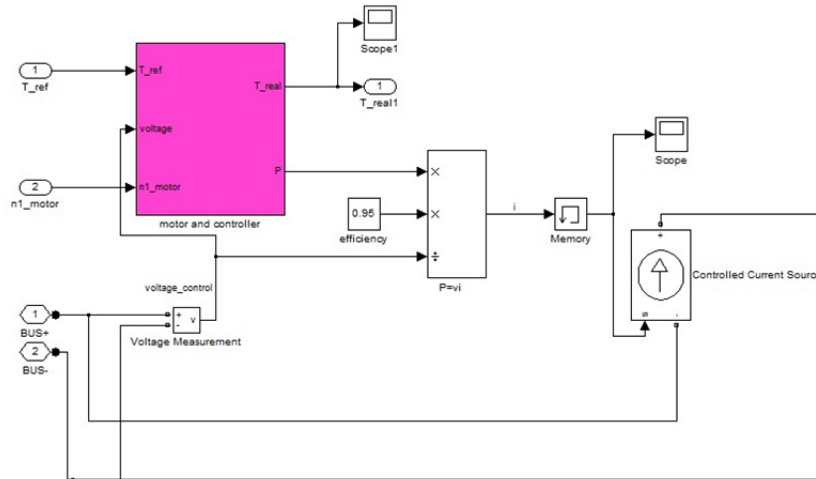 Scope1
1
T_ref
T_ref
T_real
1
T_real1
voltage
P
×
Scope
2
n1_motor
n1_motor
motor and controller
0.95
efficiency
×
÷
P=vi
i
Memory
+
-
s
Controlled Current Sourc
voltage_control
+
-
v
Voltage Measurement
1
BUS+
2
BUS-